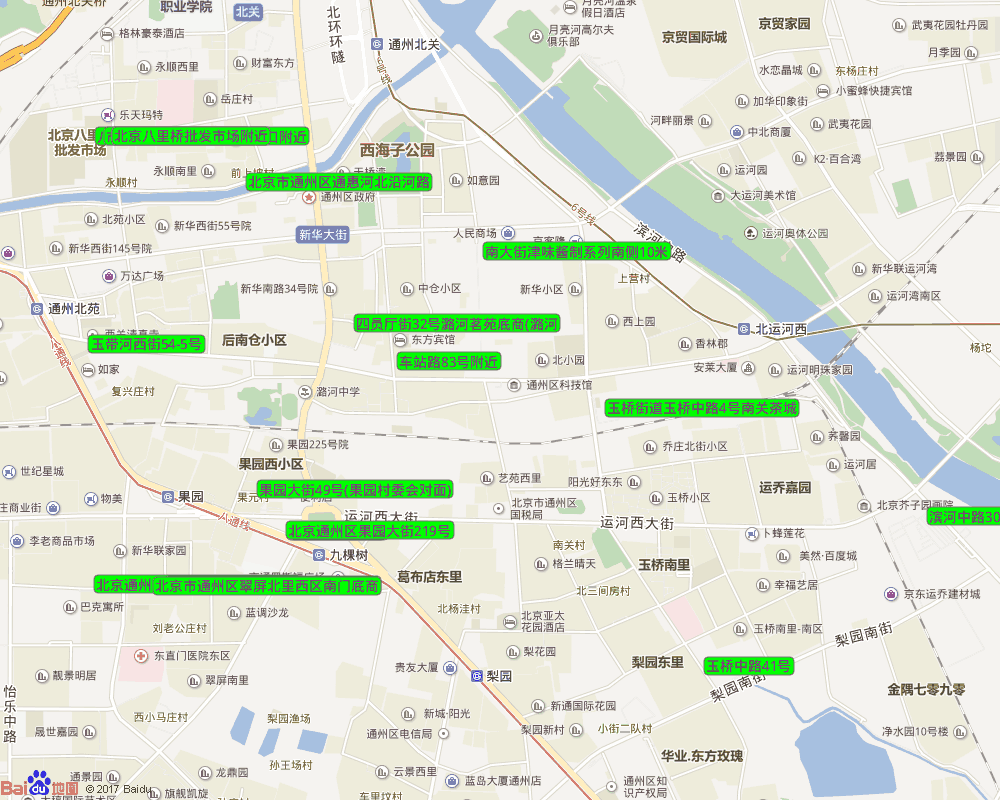 通州北关桥
职业学院
北关
北环环隧
月亮河温泉
假日酒店
京贸家园
武夷花园牡丹园
格林豪泰酒店
通州北关
月亮河高尔夫
俱乐部
京贸国际城
月季园
永顺西里
财富东方
6号线
水恋晶城
东杨庄村
小蜜蜂快捷宾馆
岳庄村
加华印象街
乐天玛特
河畔丽景
中北商厦
武夷花园
北京八里
批发市场
北京八里桥批发市场附近
口附近
西海子公园
K2·百合湾
荔景园
永顺南里
前上坡村
运河园
永顺村
北京市通州区通惠河北沿河路
如意园
大运河美术馆
通州区政府
6号线
北苑小区
新华西街55号院
新华大街
人民商场
京客隆
滨河
路
运河奥体公园
新华西街145号院
南大街津味酱制系列南侧10米
万达广场
上营村
新华联运河湾
新华南路34号院
中仓小区
新华小区
运河湾南区
通州北苑
四员厅街32号潞河茗苑底商(潞河
西上园
北运河西
玉带河西街54-5号
后南仓小区
东方宾馆
香林郡
杨坨
八通线
车站路83号附近
北小园
如家
安莱大厦
运河明珠家园
复兴庄村
潞河中学
通州区科技馆
玉桥街道玉桥中路4号南关茶城
果园225号院
乔庄北街小区
荞馨园
世纪星城
果园西小区
运河居
艺苑西里
阳光好东东
运乔嘉园
果园
物美
果园大街49号(果园村委会对面)
玉桥小区
庄商业街
北京市通州区
国税局
北京芥子园画院
八通线
运河西大街
运河西大街
滨河中路30
李老商品市场
北京通州区果园大街219号
卜蜂莲花
新华联家园
九棵树
南关村
美然·百度城
格兰晴天
玉桥南里
北京通州
北京市通州区翠屏北里西区南门底商
葛布店东里
北三间房村
幸福艺居
京东运乔建材城
巴克寓所
蓝调沙龙
北杨洼村
北京亚太
花园酒店
刘老公庄村
玉桥南里-南区
梨园南街
东直门医院东区
梨花园
贵友大厦
梨园
梨园东里
玉桥中路41号
靓景明居
翠屏南里
梨园南街
金隅七零九零
怡乐中路
西小马庄村
新城·阳光
新通国际花园
梨园渔场
晟世嘉园
通州区电信局
梨园新村
小街二队村
净水园10号楼
孙王场村
华业.东方玫瑰
通景园
龙鼎园
云景西里
蓝岛大厦通州店
通州区知
识产权局
Baidu地图
© 2017 Baidu
旗舰凯旋
车里坟村